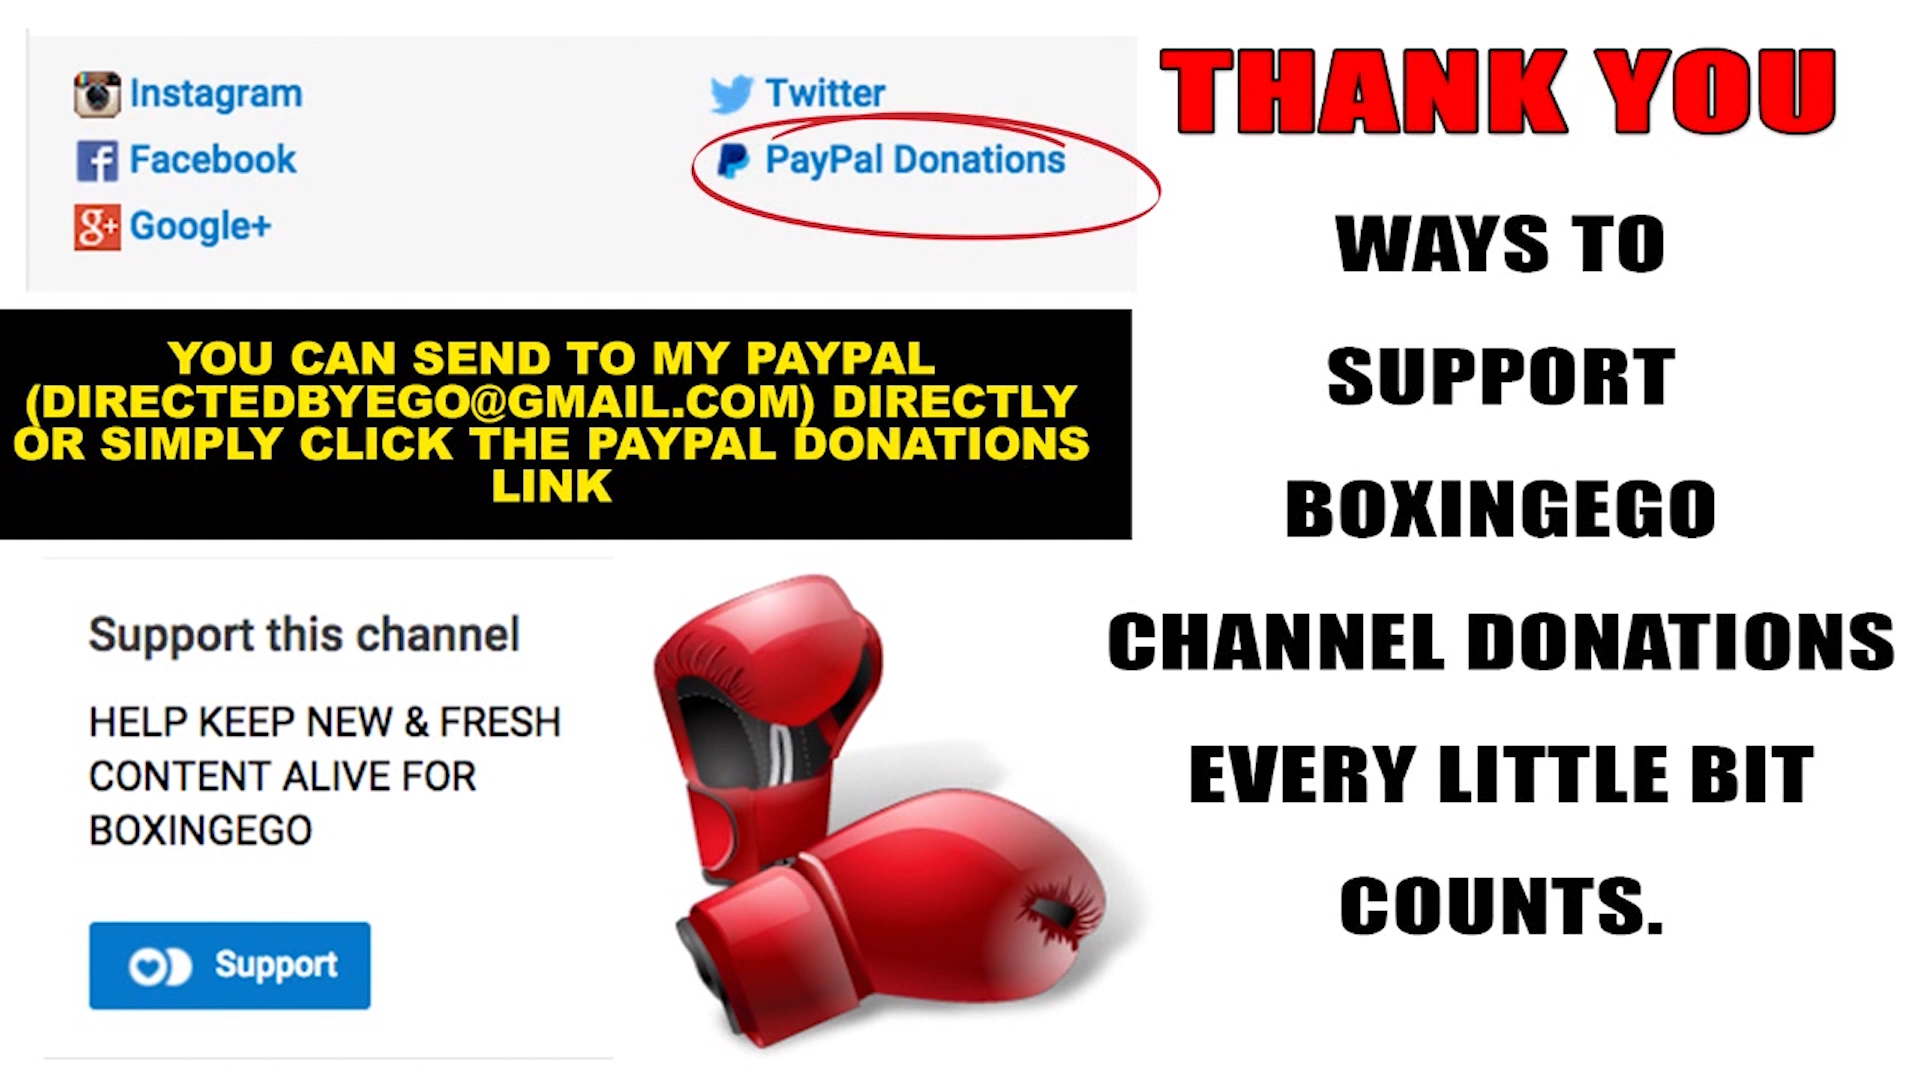 Instagram
Twitter
Facebook
PayPal Donations
Google+
YOU CAN SEND TO MY PAYPAL
(DIRECTEDBYEGO@GMAIL.COM) DIRECTLY
OR SIMPLY CLICK THE PAYPAL DONATIONS
LINK
Support this channel
HELP KEEP NEW & FRESH
CONTENT ALIVE FOR
BOXINGEGO
Support
THANK YOU
WAYS TO
SUPPORT
BOXINGEGO
CHANNEL DONATIONS
EVERY LITTLE BIT
COUNTS.